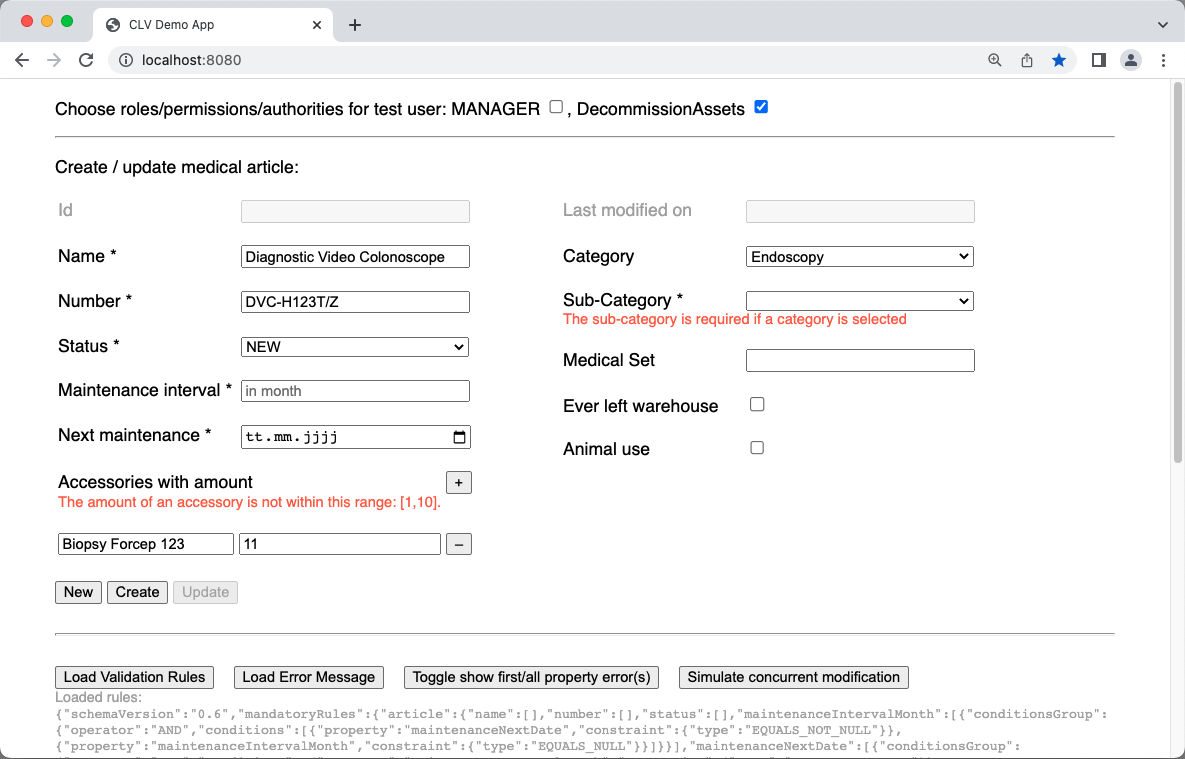 CLV Demo App
localhost:8080
Choose roles/permissions/authorities for test user: MANAGER , DecommissionAssets
Create / update medical article:
Id
Last modified on
Name * Diagnostic Video Colonoscope
Category Endoscopy
Number * DVC-H123T/Z
Sub-Category *
The sub-category is required if a category is selected
Status * NEW
Medical Set
Maintenance interval * in month
Ever left warehouse
Next maintenance * tt.mm.jjjj
Animal use
Accessories with amount +
The amount of an accessory is not within this range: [1,10].
Biopsy Forcep 123 11 –
New Create Update
Load Validation Rules Load Error Message Toggle show first/all property error(s) Simulate concurrent modification
Loaded rules:
{"schemaVersion":"0.6","mandatoryRules":{"article":{"name":[],"number":[],"status":[],"maintenanceIntervalMonth":[{"conditionsGroup":
{"operator":"AND","conditions":[{"property":"maintenanceNextDate","constraint":{"type":"EQUALS_NOT_NULL"}},
{"property":"maintenanceIntervalMonth","constraint":{"type":"EQUALS_NULL"}}]}}],"maintenanceNextDate":[{"conditionsGroup":